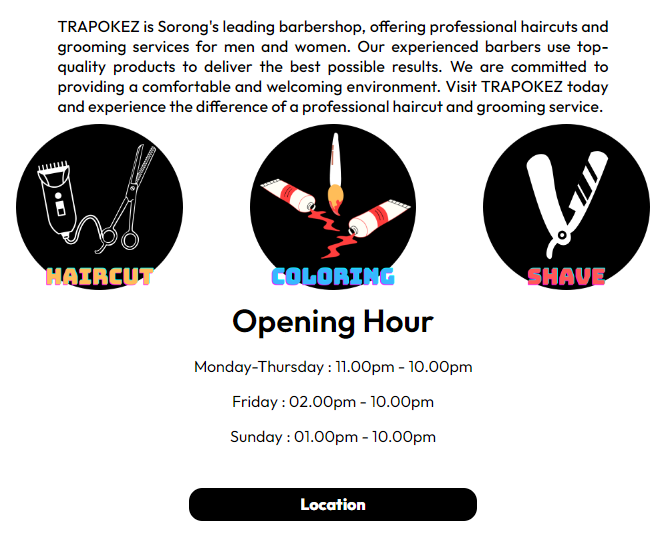 TRAPOKEZ is Sorong's leading barbershop, offering professional haircuts and
grooming services for men and women. Our experienced barbers use top-
quality products to deliver the best possible results. We are committed to
providing a comfortable and welcoming environment. Visit TRAPOKEZ today
and experience the difference of a professional haircut and grooming service.
HAIRCUT
COLORING
SHAVE
Opening Hour
Monday-Thursday : 11.00pm - 10.00pm
Friday : 02.00pm - 10.00pm
Sunday : 01.00pm - 10.00pm
Location